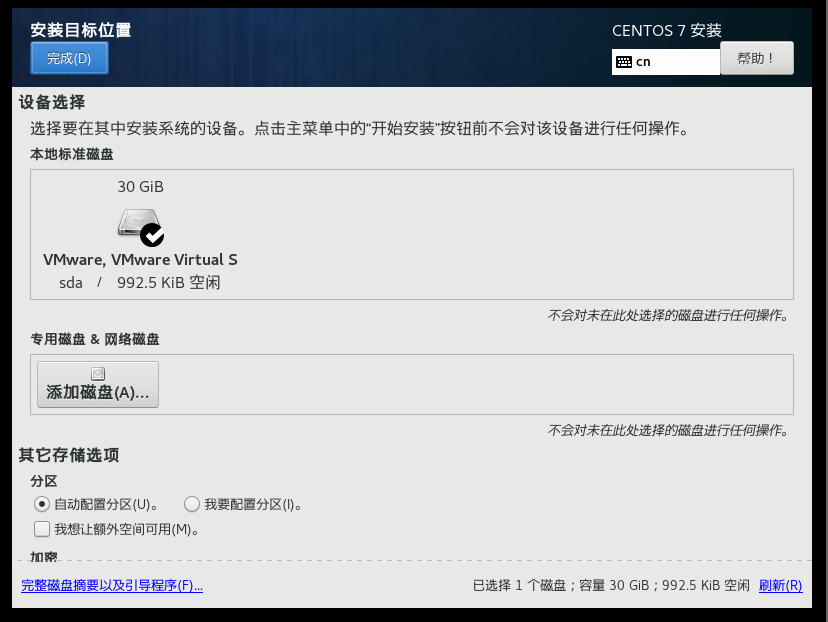 安装目标位置
CENTOS 7 安装
完成(D)
cn
帮助！
设备选择
选择要在其中安装系统的设备。点击主菜单中的“开始安装”按钮前不会对该设备进行任何操作。
本地标准磁盘
30 GiB
VMware, VMware Virtual S
sda / 992.5 KiB 空闲
不会对未在此处选择的磁盘进行任何操作。
专用磁盘 & 网络磁盘
添加磁盘(A)...
不会对未在此处选择的磁盘进行任何操作。
其它存储选项
分区
自动配置分区(U)。 我要配置分区(I)。
我想让额外空间可用(M)。
加密
完整磁盘摘要以及引导程序(F)... 已选择 1 个磁盘；容量 30 GiB；992.5 KiB 空闲 刷新(R)